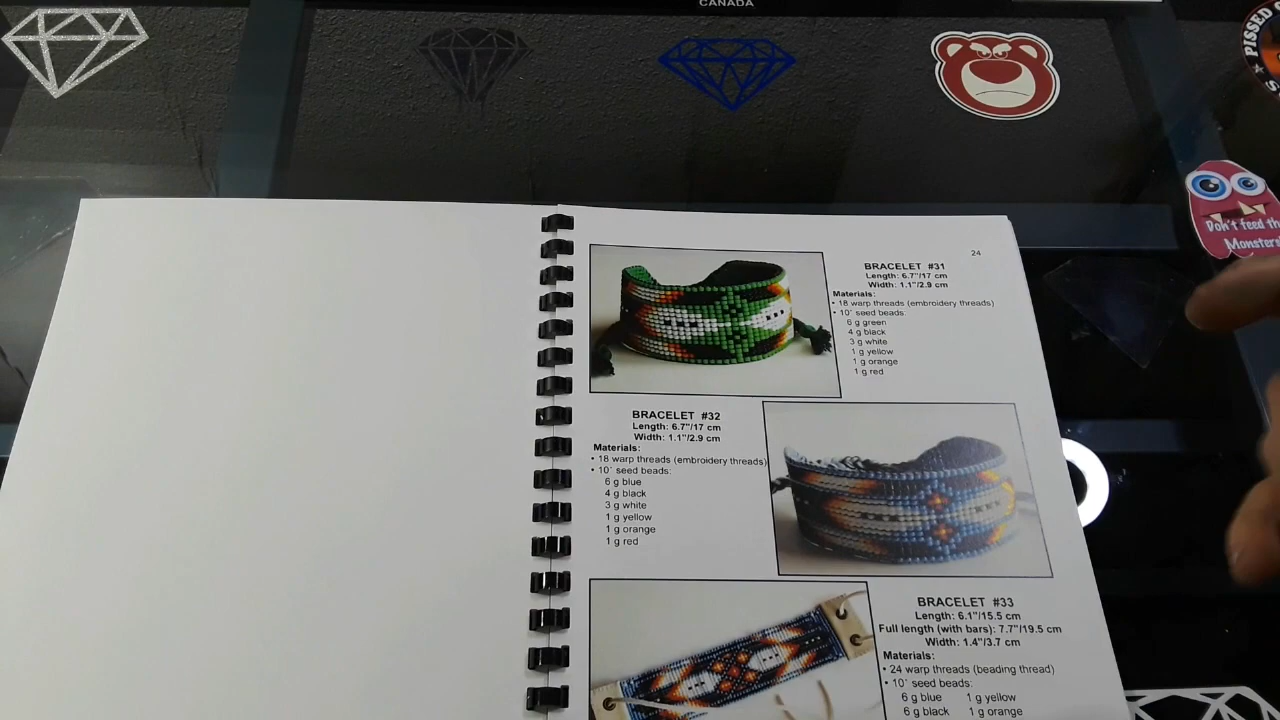 CANADA
PISSED
Don't feed the
Monsters!
24
BRACELET #31
Length: 6.7"/17 cm
Width: 1.1"/2.9 cm
Materials:
• 18 warp threads (embroidery threads)
• 10° seed beads:
6 g green
4 g black
3 g white
1 g yellow
1 g orange
1 g red
BRACELET #32
Length: 6.7"/17 cm
Width: 1.1"/2.9 cm
Materials:
• 18 warp threads (embroidery threads)
• 10° seed beads:
6 g blue
4 g black
3 g white
1 g yellow
1 g orange
1 g red
BRACELET #33
Length: 6.1"/15.5 cm
Full length (with bars): 7.7"/19.5 cm
Width: 1.4"/3.7 cm
Materials:
• 24 warp threads (beading thread)
• 10° seed beads:
6 g blue 1 g yellow
6 g black 1 g orange